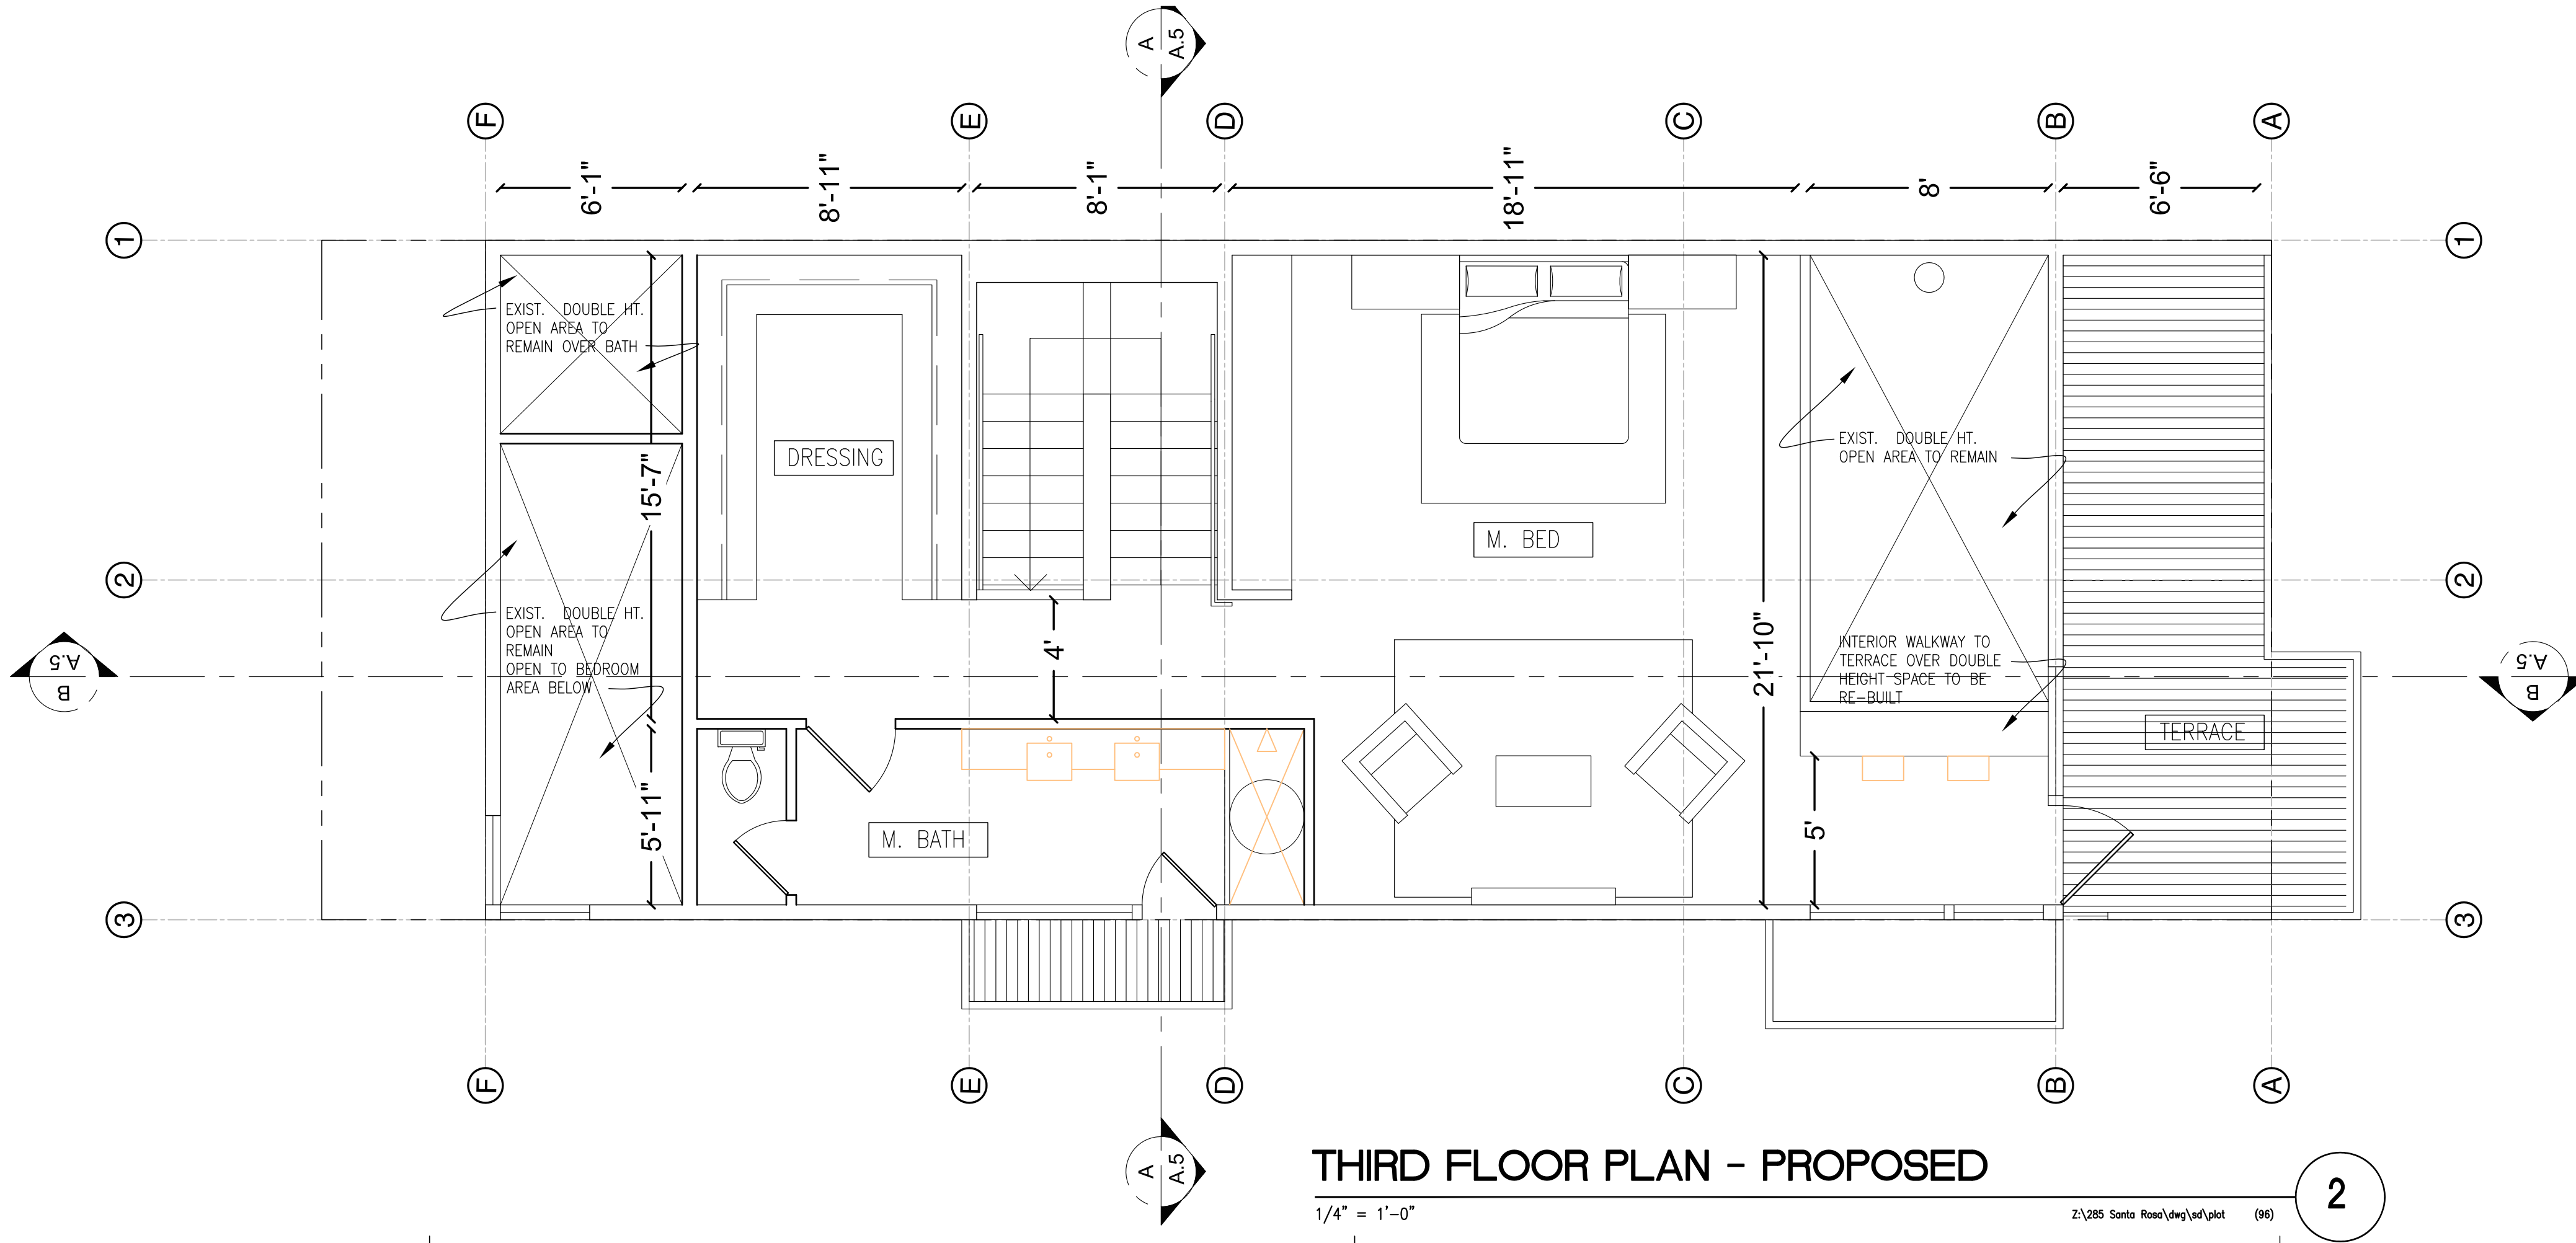 A
A.5
F
E
D
C
B
A
6'-1"
8'-11"
8'-1"
18'-11"
8'
6'-6"
1
1
EXIST. DOUBLE HT.
OPEN AREA TO
REMAIN OVER BATH
DRESSING
15'-7"
EXIST. DOUBLE HT.
OPEN AREA TO REMAIN
M. BED
2
2
EXIST. DOUBLE HT.
OPEN AREA TO
REMAIN
OPEN TO BEDROOM
AREA BELOW
4'
21'-10"
INTERIOR WALKWAY TO
TERRACE OVER DOUBLE
HEIGHT SPACE TO BE
RE-BUILT
A.5
B
A.5
B
TERRACE
5'-11"
M. BATH
5'
3
3
F
E
D
C
B
A
A
A.5
THIRD FLOOR PLAN - PROPOSED
2
1/4" = 1'-0"
Z:\285 Santa Rosa\dwg\sd\plot (96)